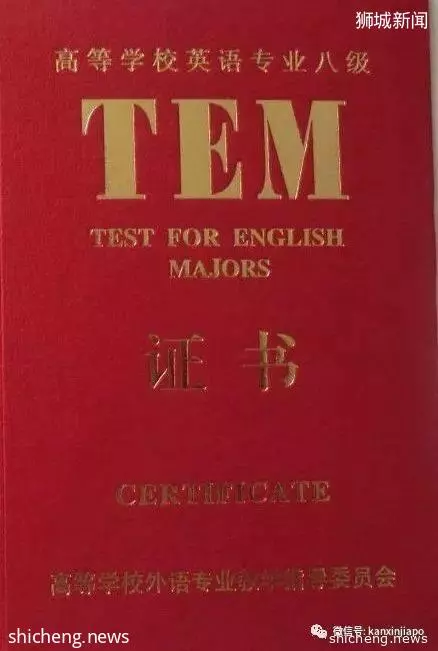 狮城新闻
高等学校英语专业八级
TEM
TEST FOR ENGLISH
MAJORS
证书
CERTIFICATE
高等学校外语专业教学指导委员会
微信号: kanxinjiapo
shicheng.news
shicheng.news